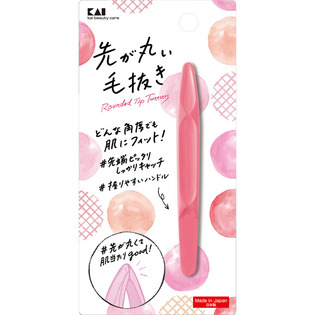 KAI
kai beauty care
先が丸い
毛抜き
Rounded Tip Tweezers
どんな角度でも
肌にフィット!
#先端ピッタリ
しっかりキャッチ
#握りやすいハンドル
#先が丸くて
肌当たりgood!
Made in Japan
日本製